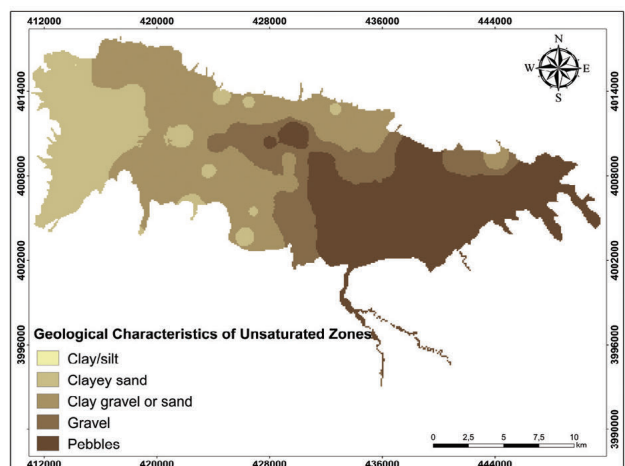 412000 420000 428000 436000 444000
N
W E
S
4014000 4014000
4008000 4008000
4002000 4002000
3996000 3996000
3990000
Geological Characteristics of Unsaturated Zones
Clay/silt
Clayey sand
Clay gravel or sand
Gravel
Pebbles
0 2,5 5 7,5 10
km
412000 420000 428000 436000 444000